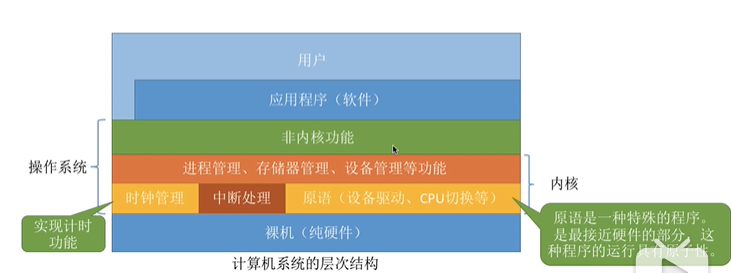 用户
应用程序（软件）
非内核功能
操作系统
进程管理、存储器管理、设备管理等功能
内核
时钟管理
中断处理
原语（设备驱动、CPU切换等）
实现计时
功能
裸机（纯硬件）
原语是一种特殊的程序。
是最接近硬件的部分，这
种程序的运行具有原子性。
计算机系统的层次结构